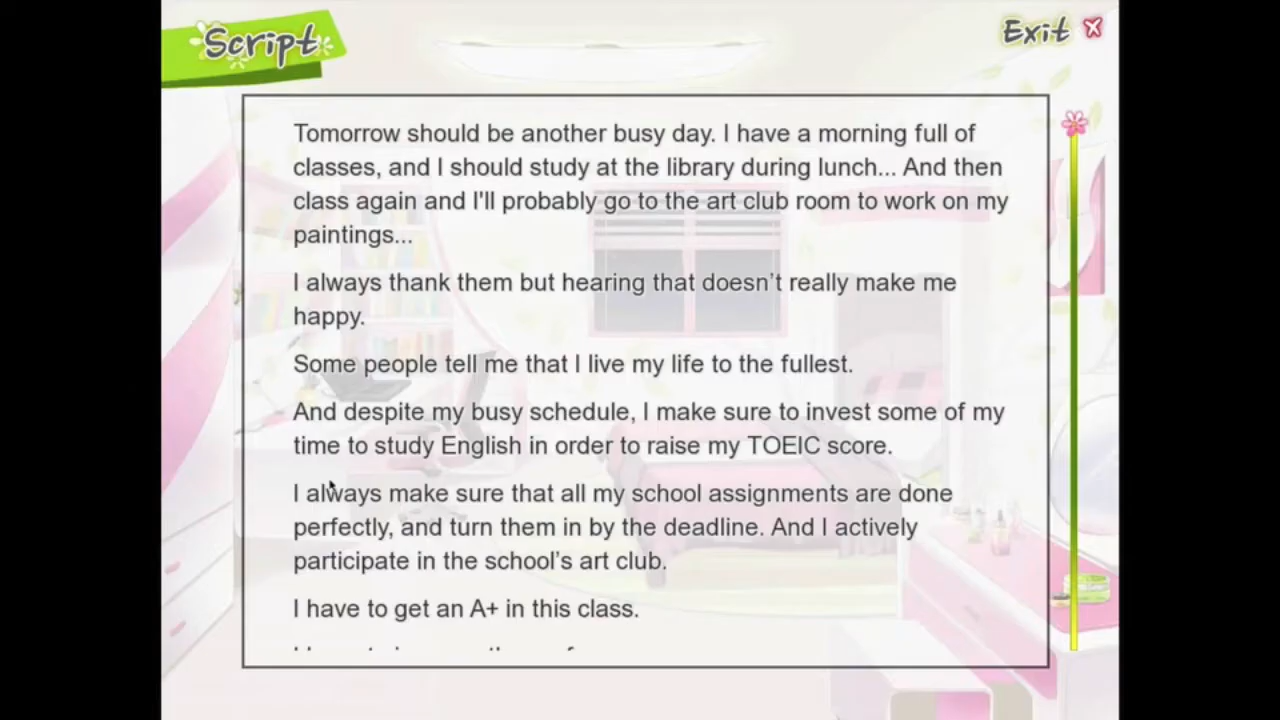 Script
Exit
Tomorrow should be another busy day. I have a morning full of
classes, and I should study at the library during lunch... And then
class again and I'll probably go to the art club room to work on my
paintings...
I always thank them but hearing that doesn’t really make me
happy.
Some people tell me that I live my life to the fullest.
And despite my busy schedule, I make sure to invest some of my
time to study English in order to raise my TOEIC score.
I always make sure that all my school assignments are done
perfectly, and turn them in by the deadline. And I actively
participate in the school’s art club.
I have to get an A+ in this class.